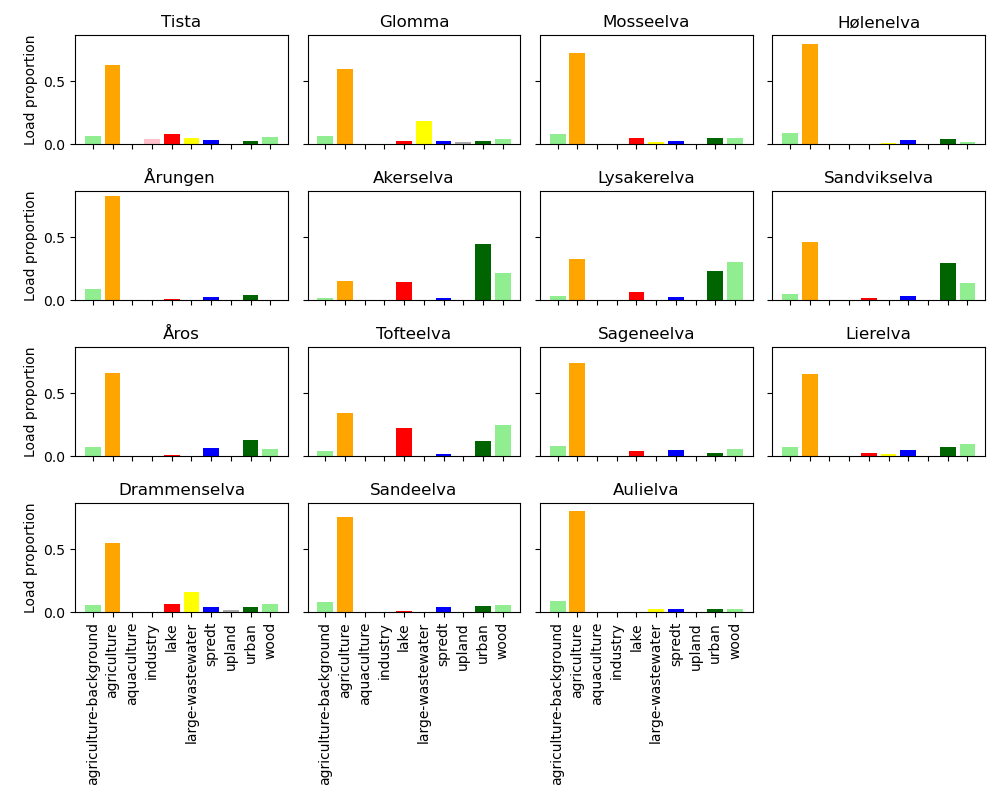 Tista
Glomma
Mosseelva
Hølenelva
Load proportion
0.5
0.0
Årungen
Akerselva
Lysakerelva
Sandvikselva
Load proportion
0.5
0.0
Åros
Tofteelva
Sageneelva
Lierelva
Load proportion
0.5
0.0
Drammenselva
Sandeelva
Aulielva
Load proportion
0.5
0.0
agriculture-background
agriculture
aquaculture
industry
lake
large-wastewater
spredt
upland
urban
wood
agriculture-background
agriculture
aquaculture
industry
lake
large-wastewater
spredt
upland
urban
wood
agriculture-background
agriculture
aquaculture
industry
lake
large-wastewater
spredt
upland
urban
wood